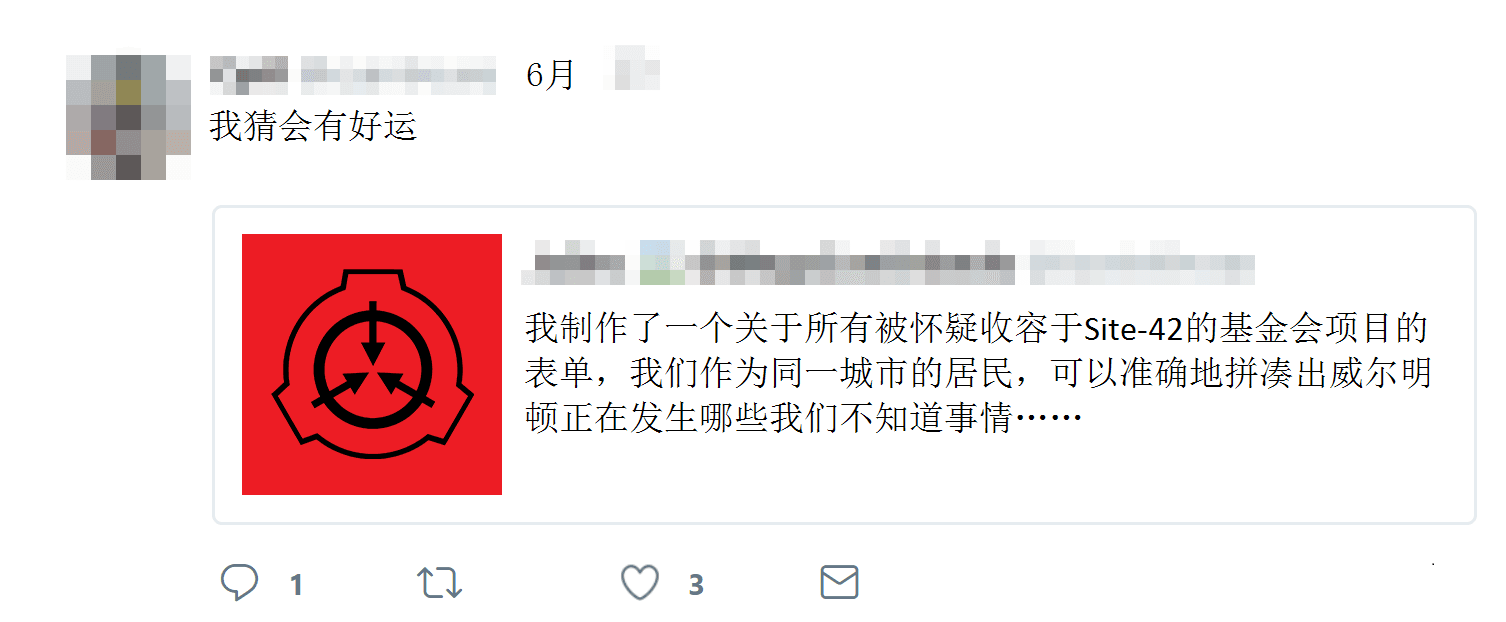 6月
我猜会有好运
我制作了一个关于所有被怀疑收容于Site-42的基金会项目的
表单，我们作为同一城市的居民，可以准确地拼凑出威尔明
顿正在发生哪些我们不知道事情······
1
3